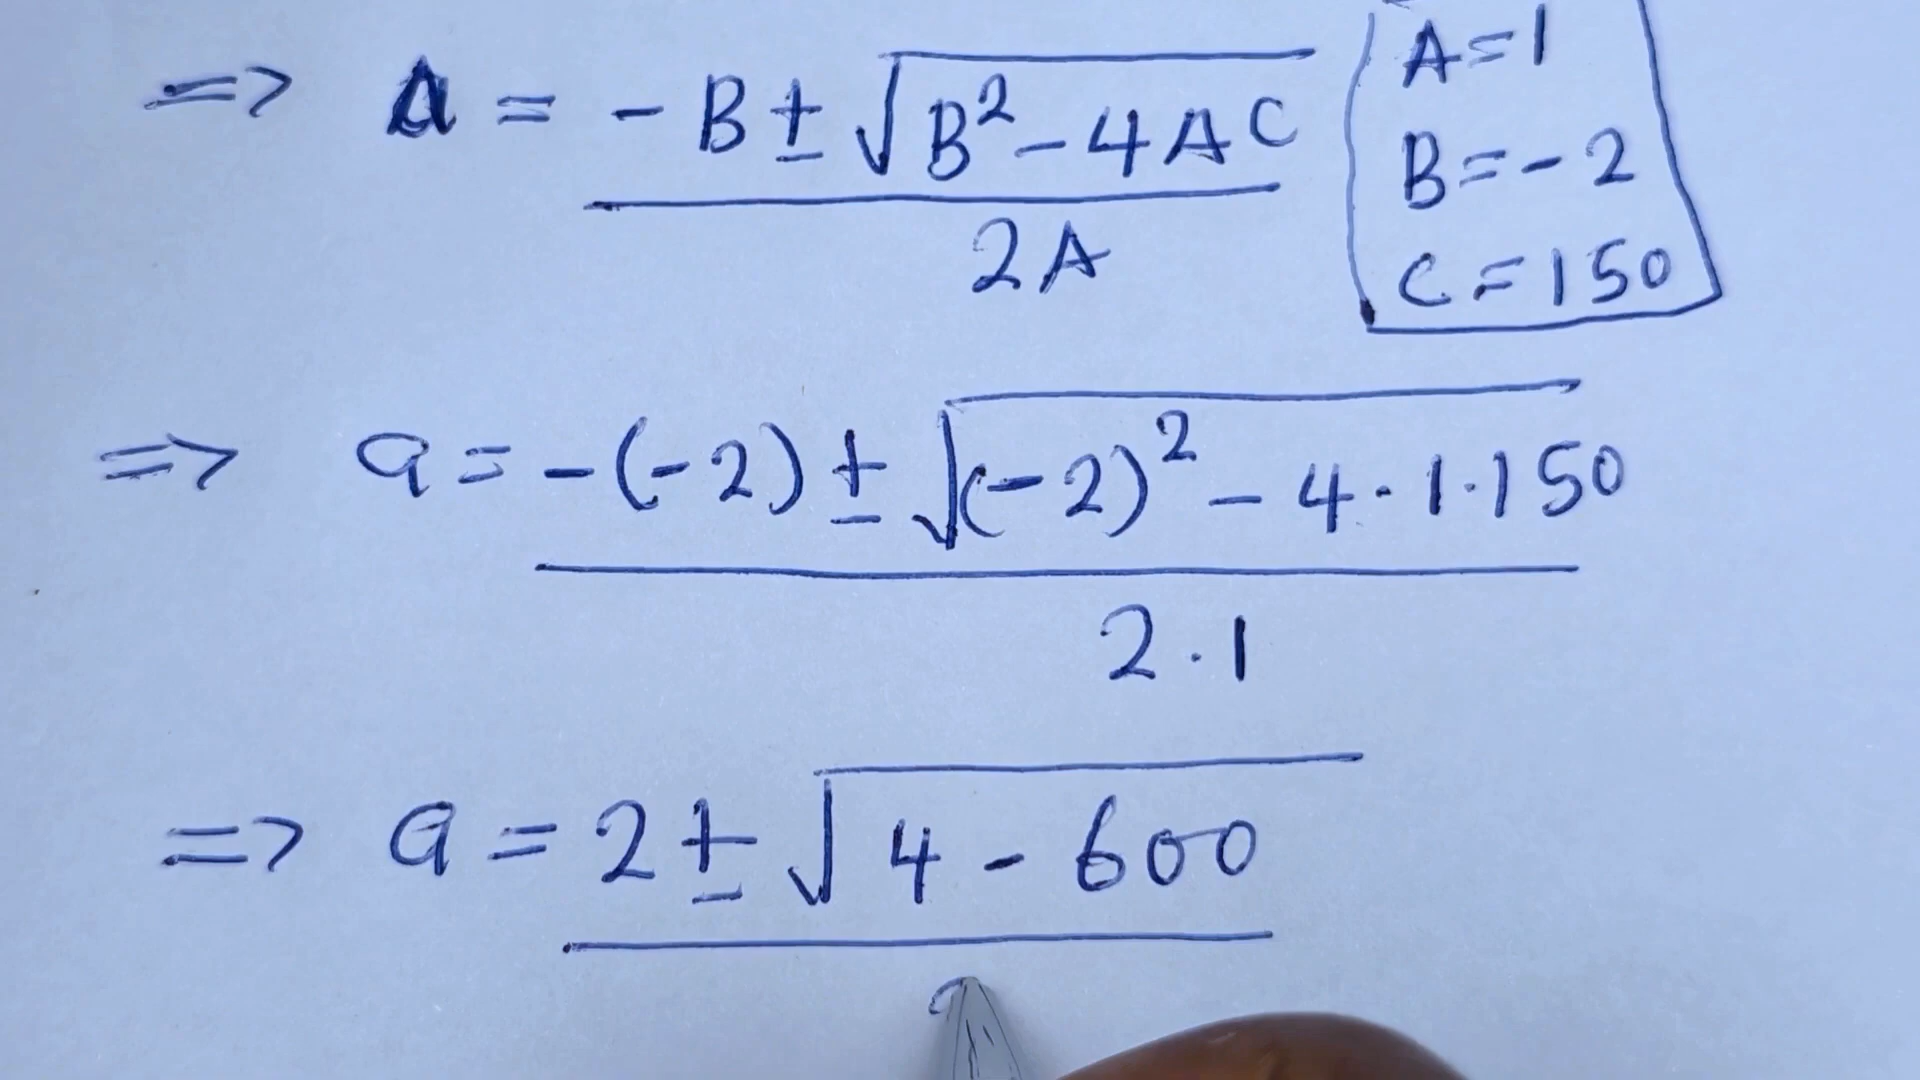 => a = -B ± √B² - 4AC
2A
A = 1
B = -2
C = 150
=> a = -(-2) ± √(-2)² - 4·1·150
2·1
=> a = 2 ± √4 - 600